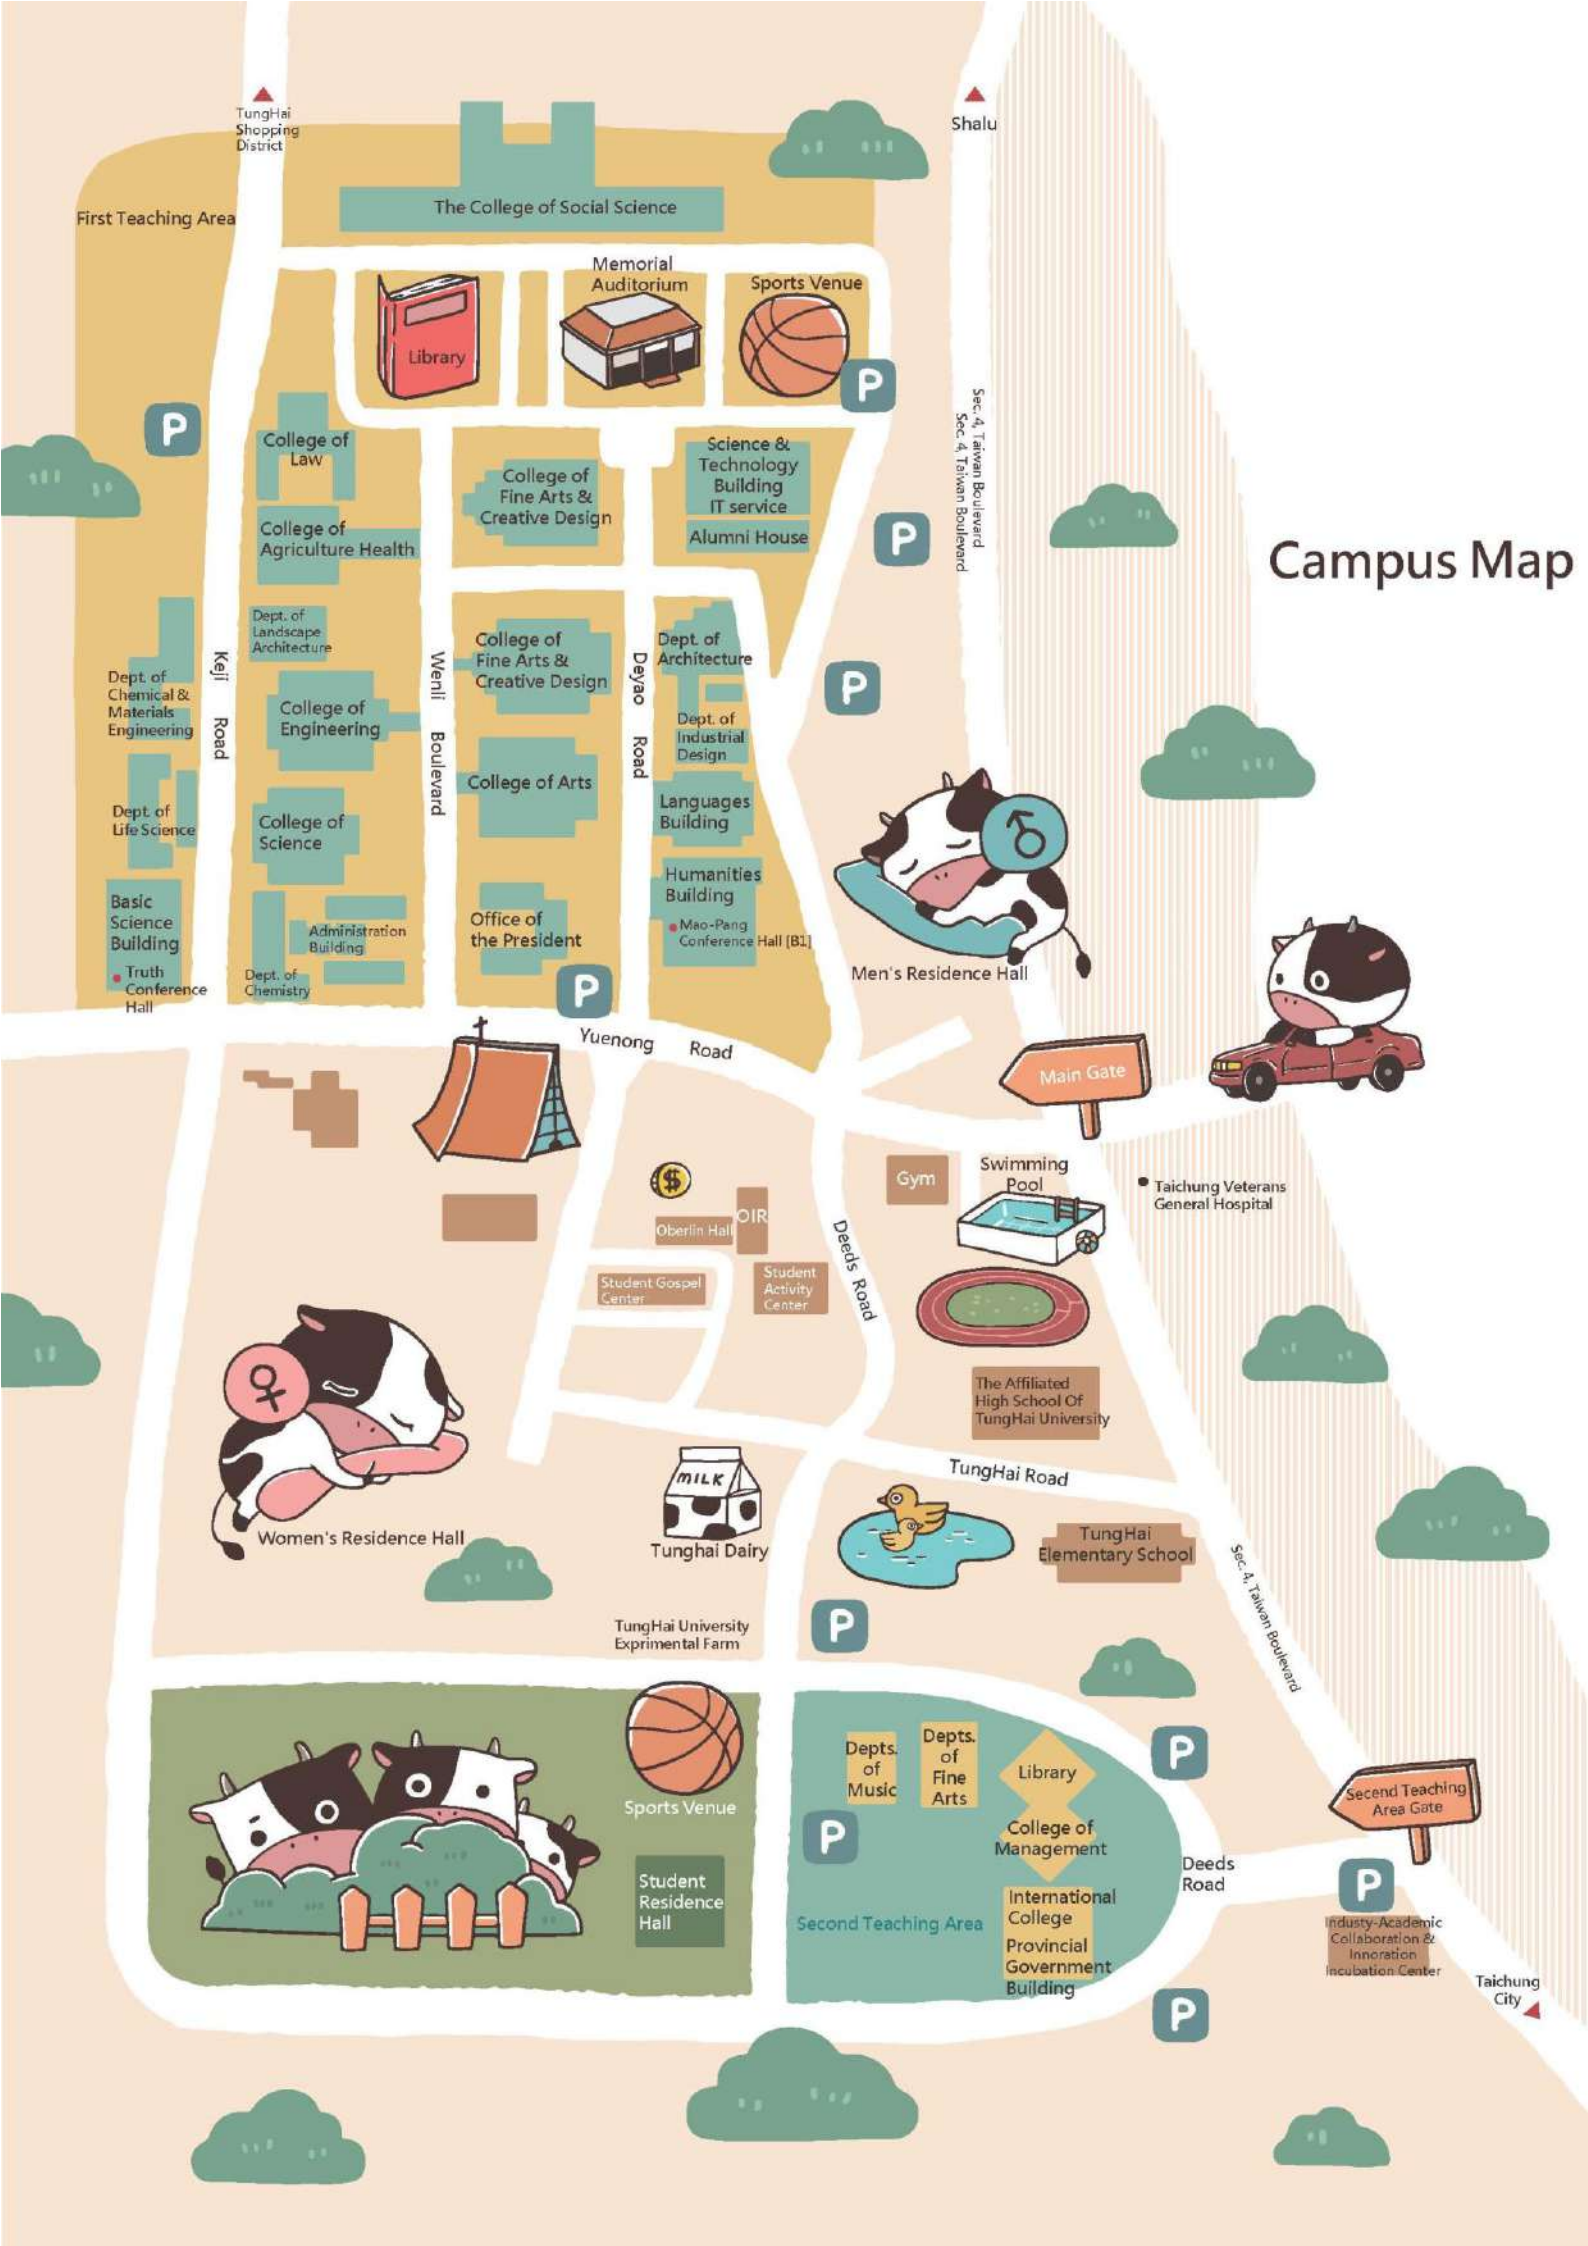 TungHai
Shopping
District
Shalu
First Teaching Area
The College of Social Science
Memorial
Auditorium
Sports Venue
Library
P
P
College of
Law
College of
Fine Arts &
Creative Design
Science &
Technology
Building
IT service
Alumni House
P
Sec. 4, Taiwan Boulevard
Sec. 4, Taiwan Boulevard
Campus Map
College of
Agriculture Health
Dept. of
Landscape
Architecture
College of
Fine Arts &
Creative Design
Dept. of
Architecture
P
Keji Road
Wenli Boulevard
Deyao Road
Dept. of
Chemical &
Materials
Engineering
College of
Engineering
Dept. of
Industrial
Design
College of Arts
Languages
Building
Dept. of
Life Science
College of
Science
Humanities
Building
Mao-Pang
Conference Hall [B1]
Basic
Science
Building
Truth
Conference
Hall
Administration
Building
Dept. of
Chemistry
Office of
the President
P
Men's Residence Hall
Yuenong Road
Main Gate
Gym
Swimming
Pool
Taichung Veterans
General Hospital
$
Oberlin Hall
OIR
Deeds Road
Student Gospel
Center
Student
Activity
Center
The Affiliated
High School Of
TungHai University
TungHai Road
MILK
Tunghai Dairy
Women's Residence Hall
TungHai
Elementary School
Sec. 4, Taiwan Boulevard
P
TungHai University
Exprimental Farm
Sports Venue
Student
Residence
Hall
Depts.
of
Music
Depts.
of
Fine
Arts
Library
P
P
College of
Management
Second Teaching Area
International
College
Provincial
Government
Building
Deeds
Road
Secend Teaching
Area Gate
P
Industy-Academic
Collaboration &
Innoration
Incubation Center
Taichung
City
P